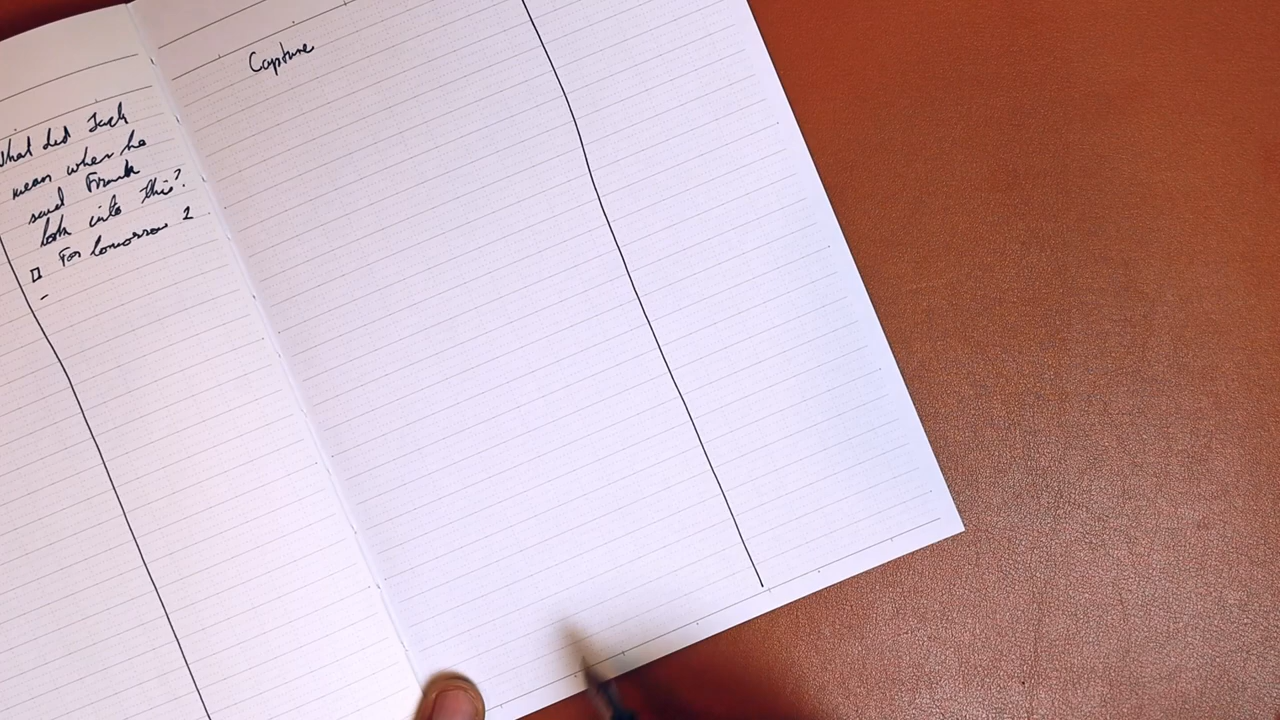 What did Jack
mean when he
said Frank
look into this?
For tomorrow 2
Capture